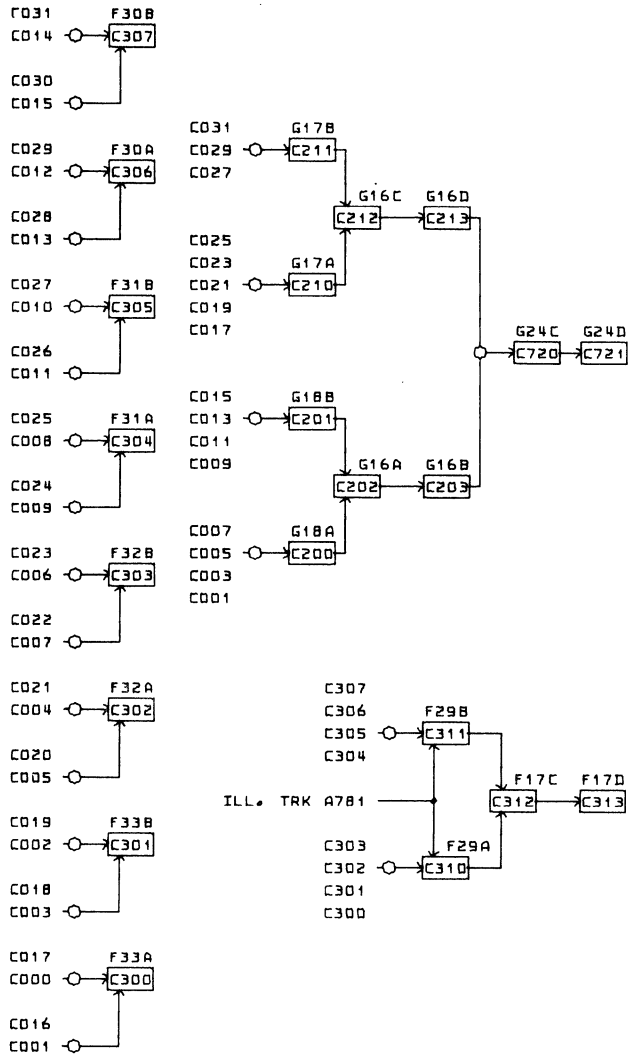 C031
C014
F30B
C307
C030
C015
C029
C012
F30A
C306
C028
C013
C027
C010
F31B
C305
C026
C011
C025
C008
F31A
C304
C024
C009
C023
C006
F32B
C303
C022
C007
C021
C004
F32A
C302
C020
C005
C019
C002
F33B
C301
C018
C003
C017
C000
F33A
C300
C016
C001
C031
C029
C027
G17B
C211
C025
C023
C021
C019
C017
G17A
C210
G16C
C212
G16D
C213
C015
C013
C011
C009
G18B
C201
C007
C005
C003
C001
G18A
C200
G16A
C202
G16B
C203
G24C
C720
G24D
C721
C307
C306
C305
C304
F29B
C311
ILL. TRK A781
C303
C302
C301
C300
F29A
C310
F17C
C312
F17D
C313